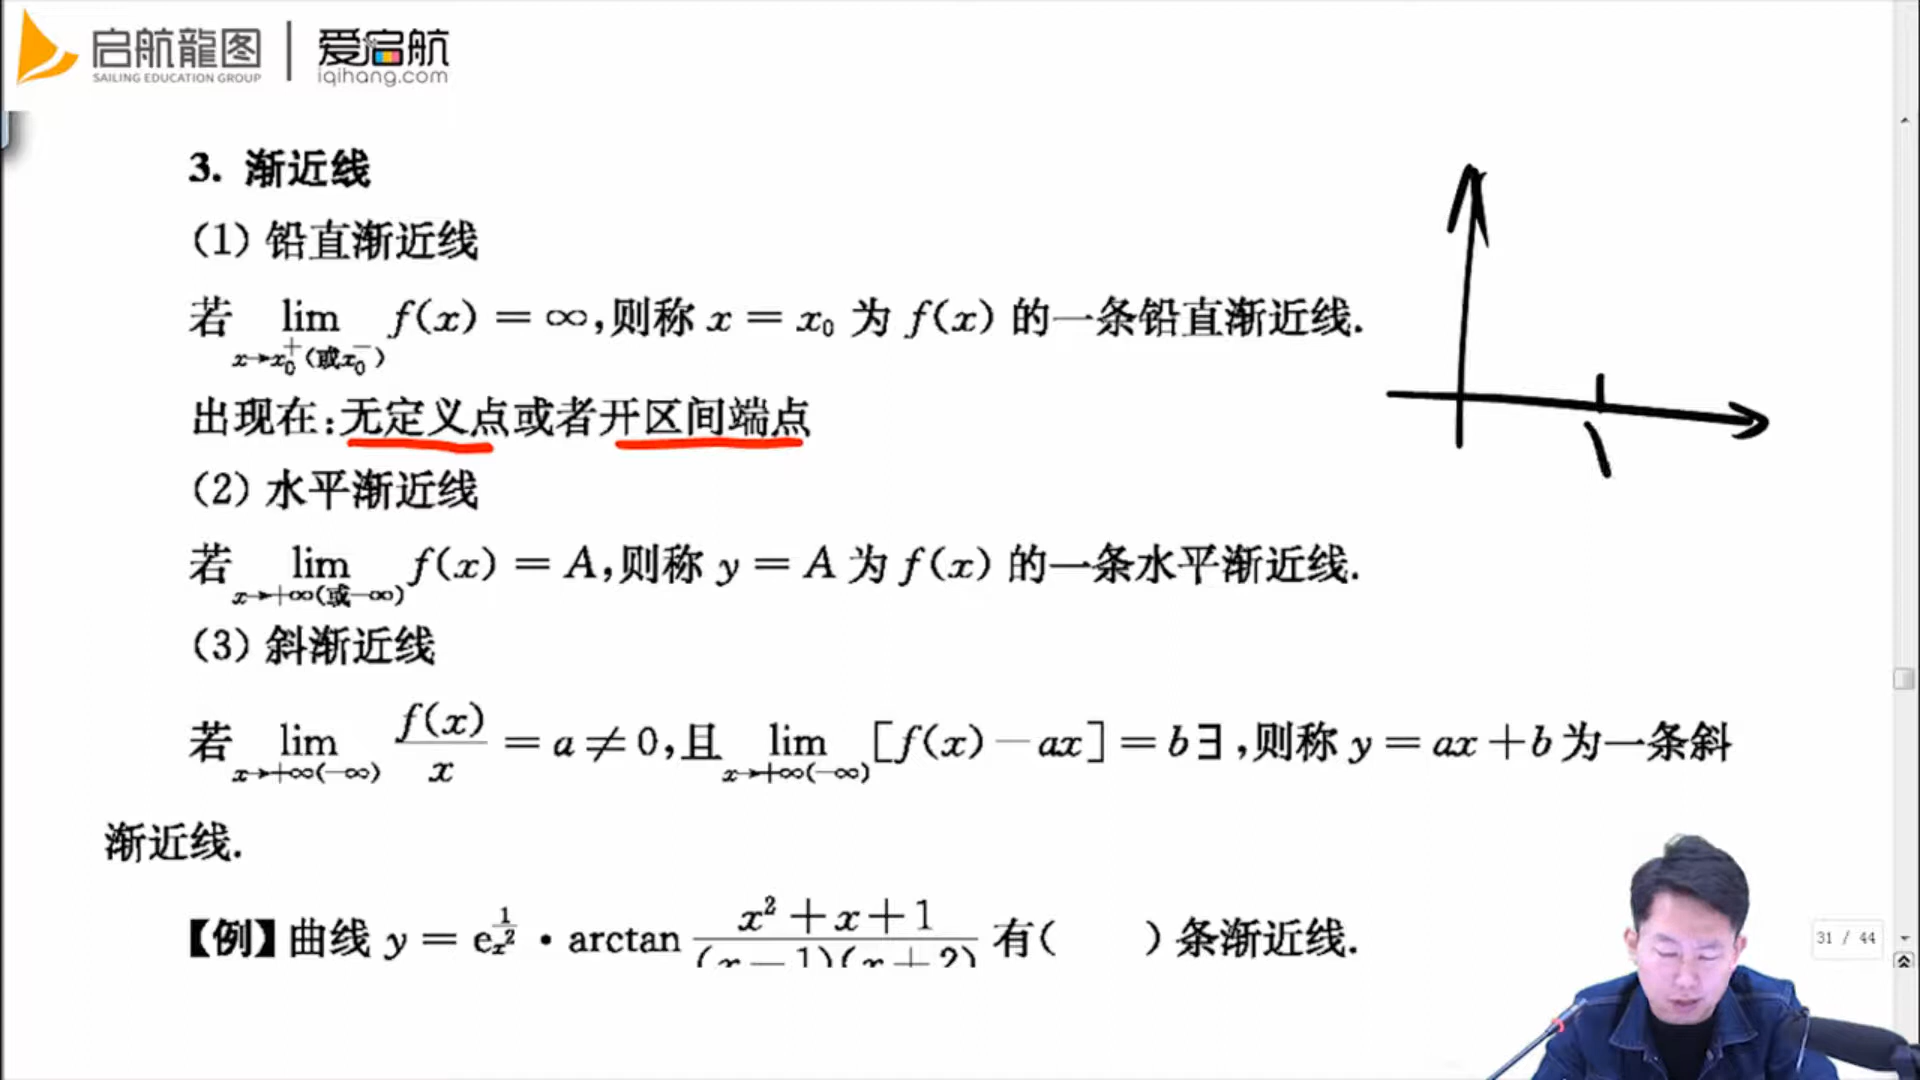 启航龍图 | 爱启航
SAILING EDUCATION GROUP iqihang.com
3. 渐近线
(1) 铅直渐近线
若 lim f(x) = ∞,则称 x = x₀ 为 f(x) 的一条铅直渐近线.
x→x₀⁺(或x₀⁻)
出现在:无定义点或者开区间端点
(2) 水平渐近线
若 lim f(x) = A,则称 y = A 为 f(x) 的一条水平渐近线.
x→+∞(或−∞)
(3) 斜渐近线
若 lim f(x)/x = a ≠ 0,且 lim [f(x) − ax] = b∃,则称 y = ax + b 为一条斜
x→+∞(−∞) x→+∞(−∞)
渐近线.
【例】曲线 y = e^(1/x²) · arctan (x² + x + 1)/((x − 1)(x + 2)) 有( )条渐近线.
31 / 44